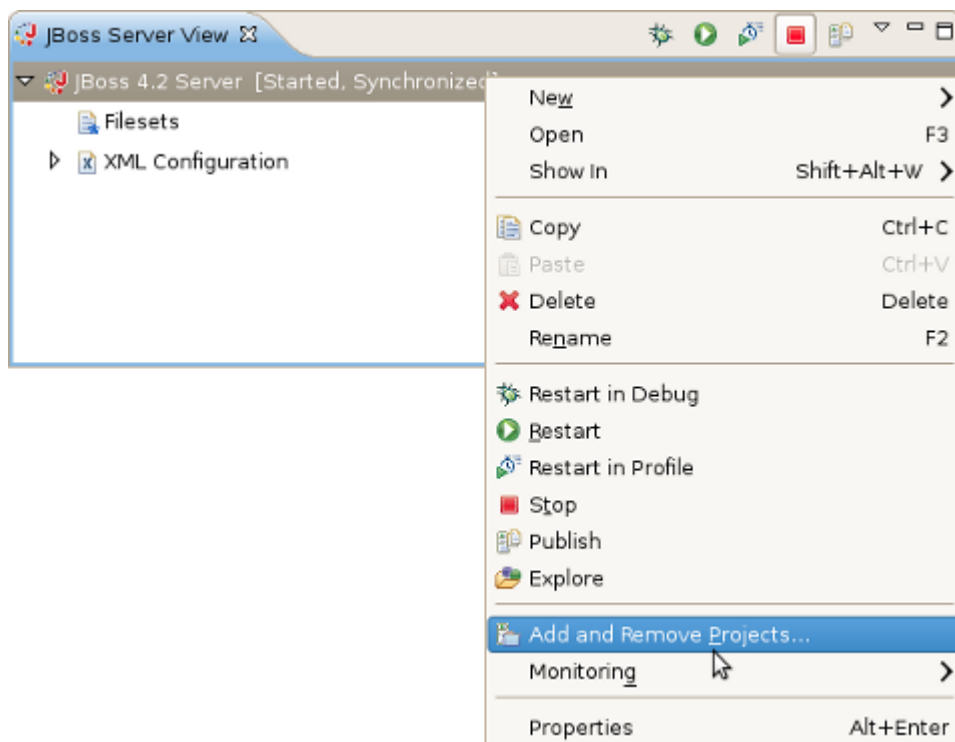 JBoss Server View
JBoss 4.2 Server [Started, Synchronized]
Filesets
XML Configuration
New
Open F3
Show In Shift+Alt+W
Copy Ctrl+C
Paste Ctrl+V
Delete Delete
Rename F2
Restart in Debug
Restart
Restart in Profile
Stop
Publish
Explore
Add and Remove Projects...
Monitoring
Properties Alt+Enter